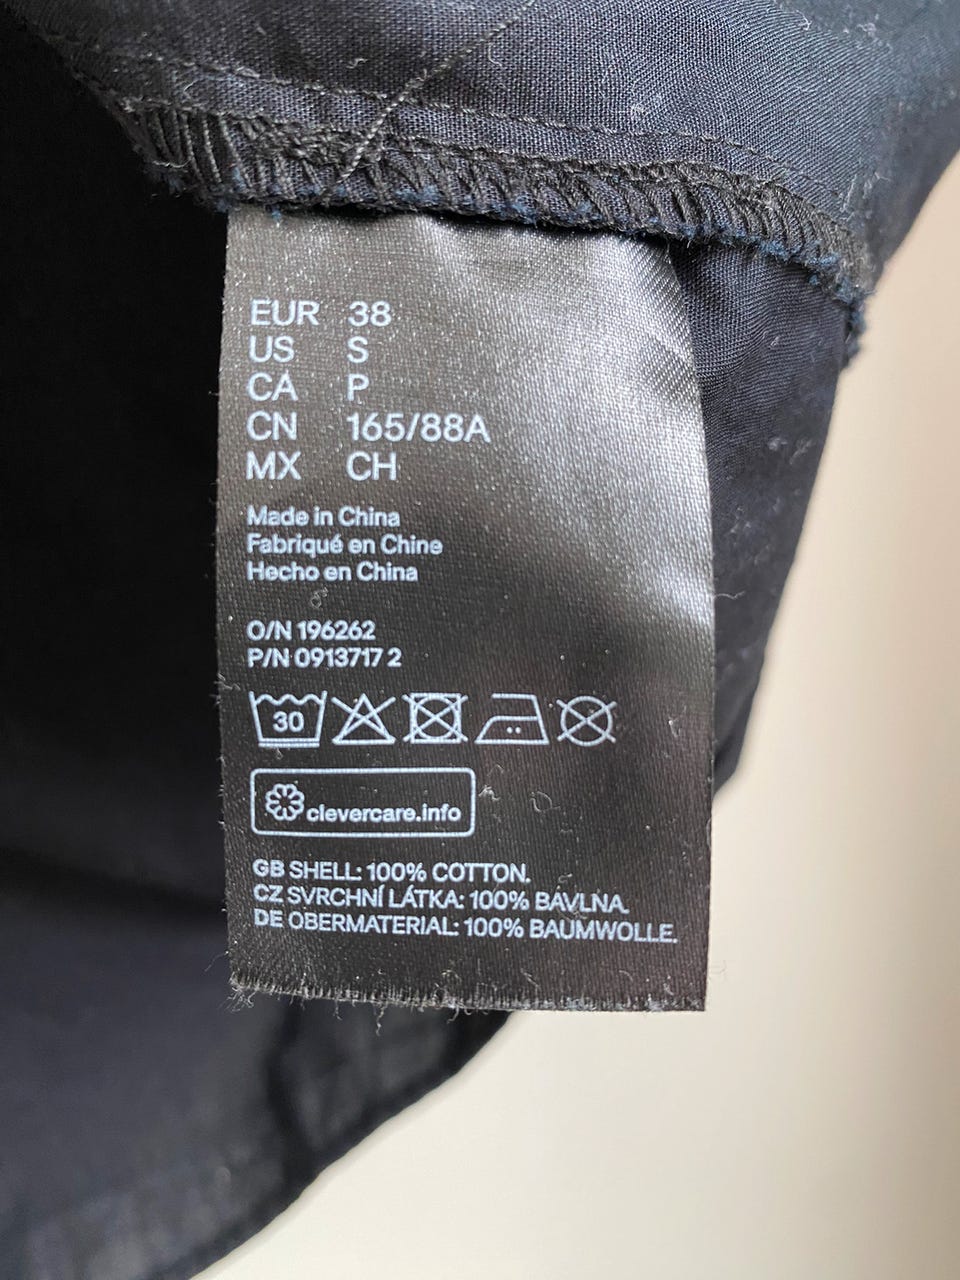 EUR 38
US S
CA P
CN 165/88A
MX CH
Made in China
Fabriqué en Chine
Hecho en China
O/N 196262
P/N 0913717 2
30
clevercare.info
GB SHELL: 100% COTTON.
CZ SVRCHNÍ LÁTKA: 100% BAVLNA.
DE OBERMATERIAL: 100% BAUMWOLLE.